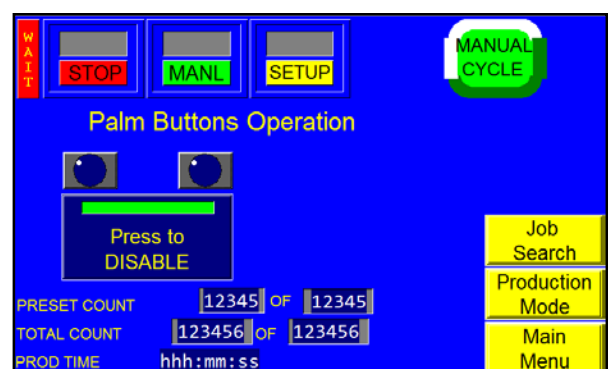 WAIT
STOP
MANL
SETUP
MANUAL
CYCLE
Palm Buttons Operation
Press to
DISABLE
Job
Search
PRESET COUNT 12345 OF 12345
Production
Mode
TOTAL COUNT 123456 OF 123456
PROD TIME hhh:mm:ss
Main
Menu